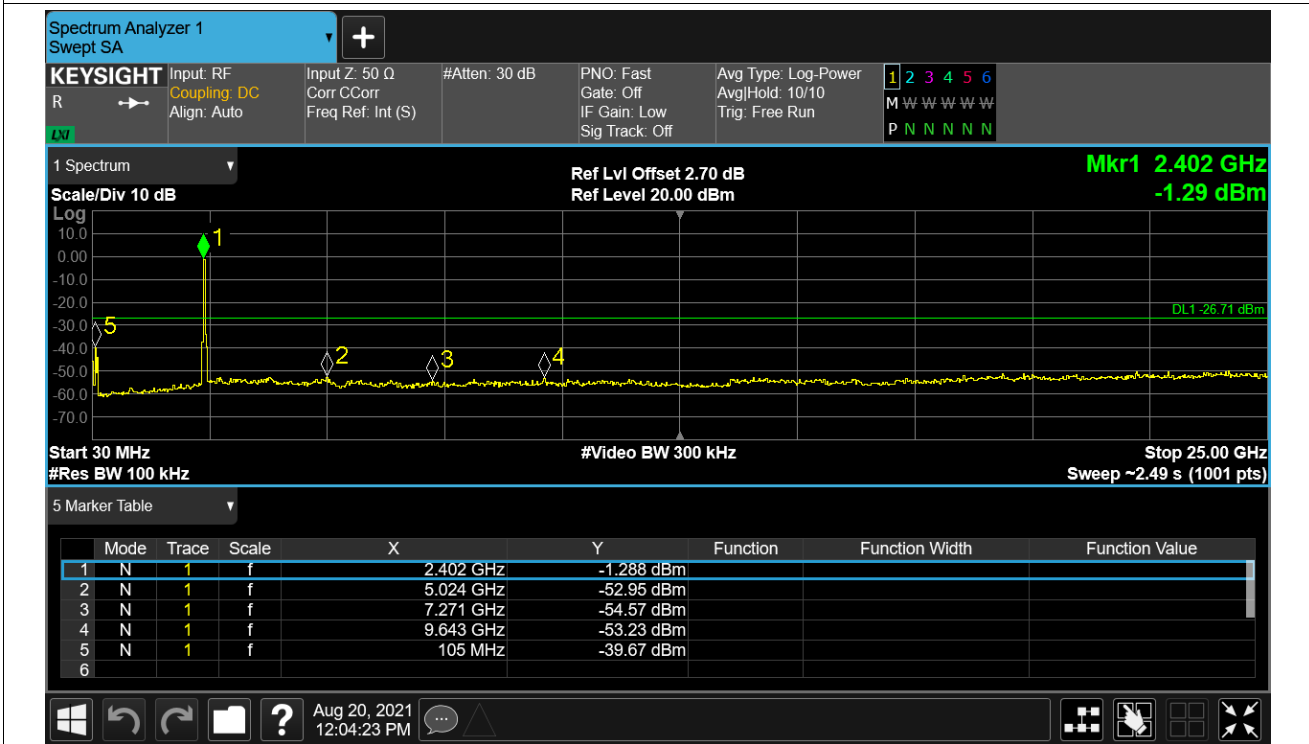 Spectrum Analyzer 1
Swept SA
KEYSIGHT
R
LXI
Input: RF
Coupling: DC
Align: Auto
Input Z: 50 Ω
Corr CCorr
Freq Ref: Int (S)
#Atten: 30 dB
PNO: Fast
Gate: Off
IF Gain: Low
Sig Track: Off
Avg Type: Log-Power
Avg|Hold: 10/10
Trig: Free Run
1 2 3 4 5 6
M W W W W W
P N N N N N
1 Spectrum
Scale/Div 10 dB
Ref Lvl Offset 2.70 dB
Ref Level 20.00 dBm
Mkr1 2.402 GHz
-1.29 dBm
Log
10.0
0.00
-10.0
-20.0
-30.0
-40.0
-50.0
-60.0
-70.0
1
5
2
3
4
DL1 -26.71 dBm
Start 30 MHz
#Video BW 300 kHz
Stop 25.00 GHz
#Res BW 100 kHz
Sweep ~2.49 s (1001 pts)
5 Marker Table
Mode Trace Scale X Y Function Function Width Function Value
1 N 1 f 2.402 GHz -1.288 dBm
2 N 1 f 5.024 GHz -52.95 dBm
3 N 1 f 7.271 GHz -54.57 dBm
4 N 1 f 9.643 GHz -53.23 dBm
5 N 1 f 105 MHz -39.67 dBm
6
?
Aug 20, 2021
12:04:23 PM